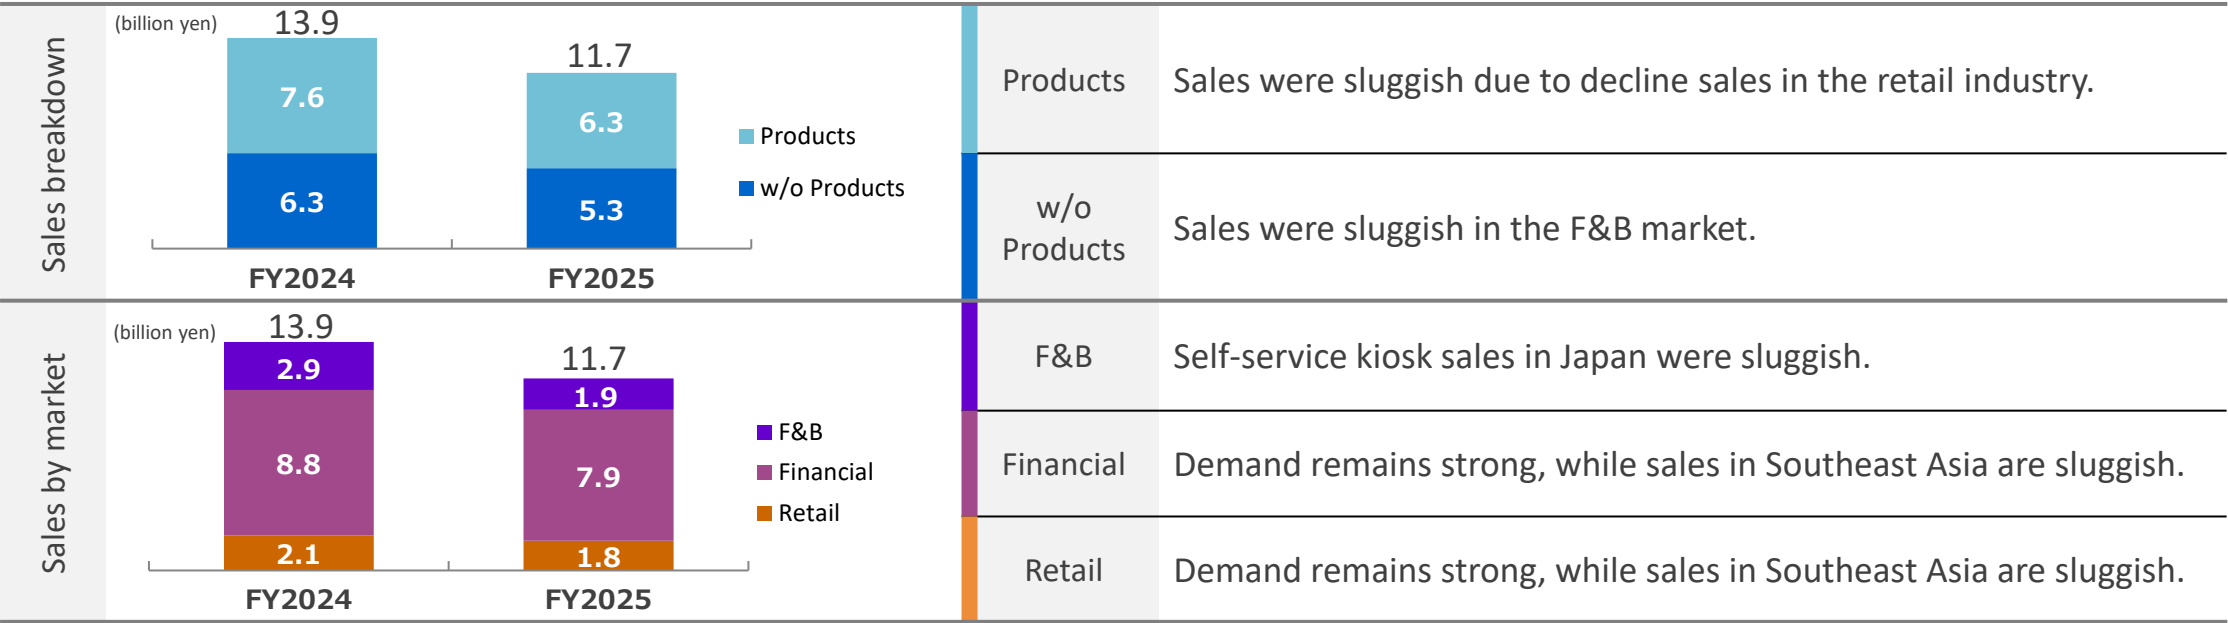 Sales breakdown
(billion yen)
13.9
11.7
7.6
6.3
6.3
5.3
FY2024
FY2025
Products
w/o Products
Products
Sales were sluggish due to decline sales in the retail industry.
w/o
Products
Sales were sluggish in the F&B market.
Sales by market
(billion yen)
13.9
11.7
2.9
1.9
8.8
7.9
2.1
1.8
FY2024
FY2025
F&B
Financial
Retail
F&B
Self-service kiosk sales in Japan were sluggish.
Financial
Demand remains strong, while sales in Southeast Asia are sluggish.
Retail
Demand remains strong, while sales in Southeast Asia are sluggish.